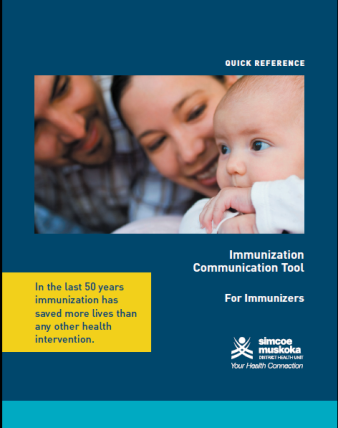 QUICK REFERENCE
Immunization
Communication Tool
For Immunizers
In the last 50 years
immunization has
saved more lives than
any other health
intervention.
simcoe
muskoka
DISTRICT HEALTH UNIT
Your Health Connection